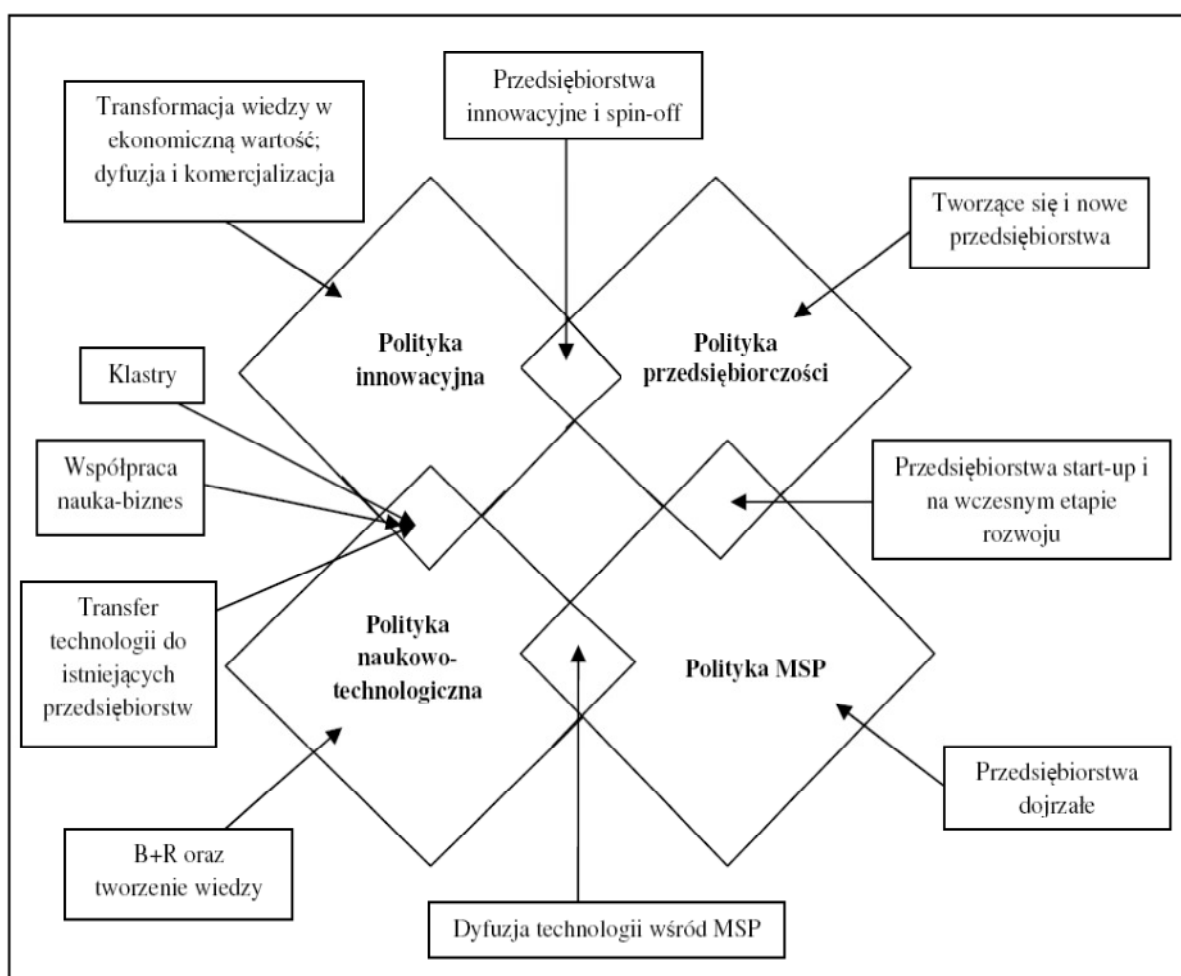 Przedsiębiorstwa
innowacyjne i spin-off
Transformacja wiedzy w
ekonomiczną wartość;
dyfuzja i komercjalizacja
Tworzące się i nowe
przedsiębiorstwa
Polityka
innowacyjna
Polityka
przedsiębiorczości
Klastry
Współpraca
nauka-biznes
Przedsiębiorstwa start-up i
na wczesnym etapie
rozwoju
Transfer
technologii do
istniejących
przedsiębiorstw
Polityka
naukowo-
technologiczna
Polityka MSP
Przedsiębiorstwa
dojrzałe
B+R oraz
tworzenie wiedzy
Dyfuzja technologii wśród MSP